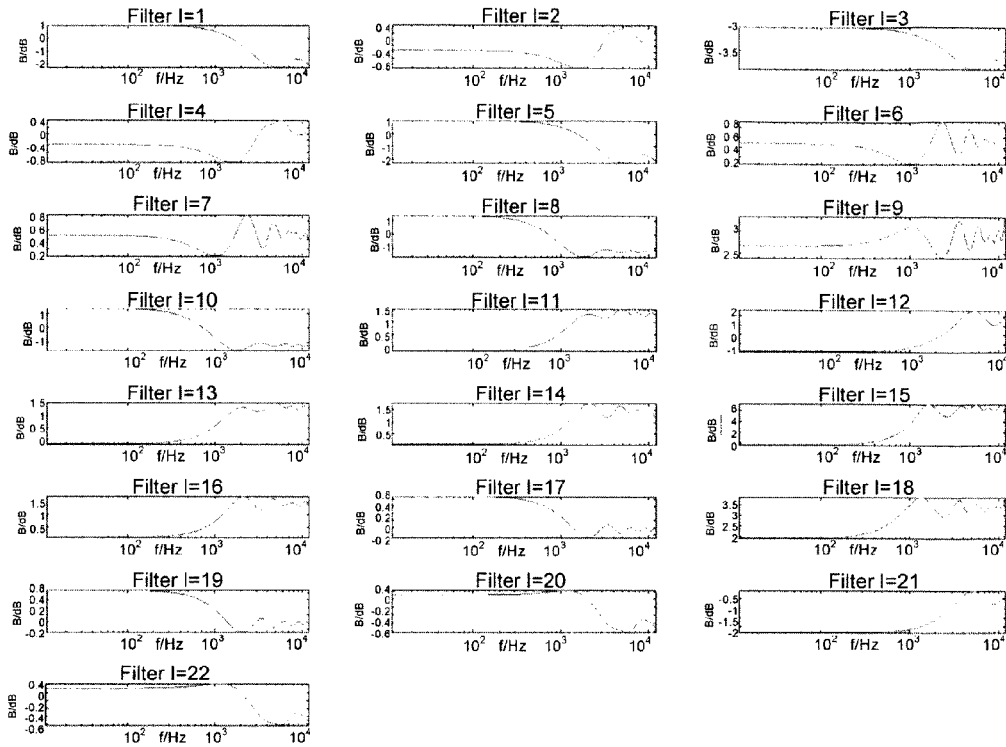 Filter l=1
B/dB
1
0
-1
-2
10² f/Hz 10³ 10⁴
Filter l=2
B/dB
0.4
0
-0.4
-0.6
10² f/Hz 10³ 10⁴
Filter l=3
B/dB
-3
-3.5
10² f/Hz 10³ 10⁴
Filter l=4
B/dB
0.4
0
-0.4
-0.8
10² f/Hz 10³ 10⁴
Filter l=5
B/dB
1
0
-1
-2
10² f/Hz 10³ 10⁴
Filter l=6
B/dB
0.8
0.6
0.4
0.2
10² f/Hz 10³ 10⁴
Filter l=7
B/dB
0.8
0.6
0.4
0.2
10² f/Hz 10³ 10⁴
Filter l=8
B/dB
1
0
-1
10² f/Hz 10³ 10⁴
Filter l=9
B/dB
3
2.5
10² f/Hz 10³ 10⁴
Filter l=10
B/dB
1
0
-1
10² f/Hz 10³ 10⁴
Filter l=11
B/dB
1.5
1
0.5
0
10² f/Hz 10³ 10⁴
Filter l=12
B/dB
2
1
0
-1
10² f/Hz 10³ 10⁴
Filter l=13
B/dB
1.5
1
0.5
0
10² f/Hz 10³ 10⁴
Filter l=14
B/dB
1.5
1
0.5
10² f/Hz 10³ 10⁴
Filter l=15
B/dB
6
4
2
0
10² f/Hz 10³ 10⁴
Filter l=16
B/dB
1.5
1
0.5
10² f/Hz 10³ 10⁴
Filter l=17
B/dB
0.8
0.6
0.4
0.2
0
-0.2
10² f/Hz 10³ 10⁴
Filter l=18
B/dB
3.5
3
2.5
2
10² f/Hz 10³ 10⁴
Filter l=19
B/dB
0.8
0.6
0.4
0.2
0
-0.2
10² f/Hz 10³ 10⁴
Filter l=20
B/dB
0.4
0
-0.4
-0.6
10² f/Hz 10³ 10⁴
Filter l=21
B/dB
-0.5
-1
-1.5
-2
10² f/Hz 10³ 10⁴
Filter l=22
B/dB
0.4
0
-0.4
-0.6
10² f/Hz 10³ 10⁴